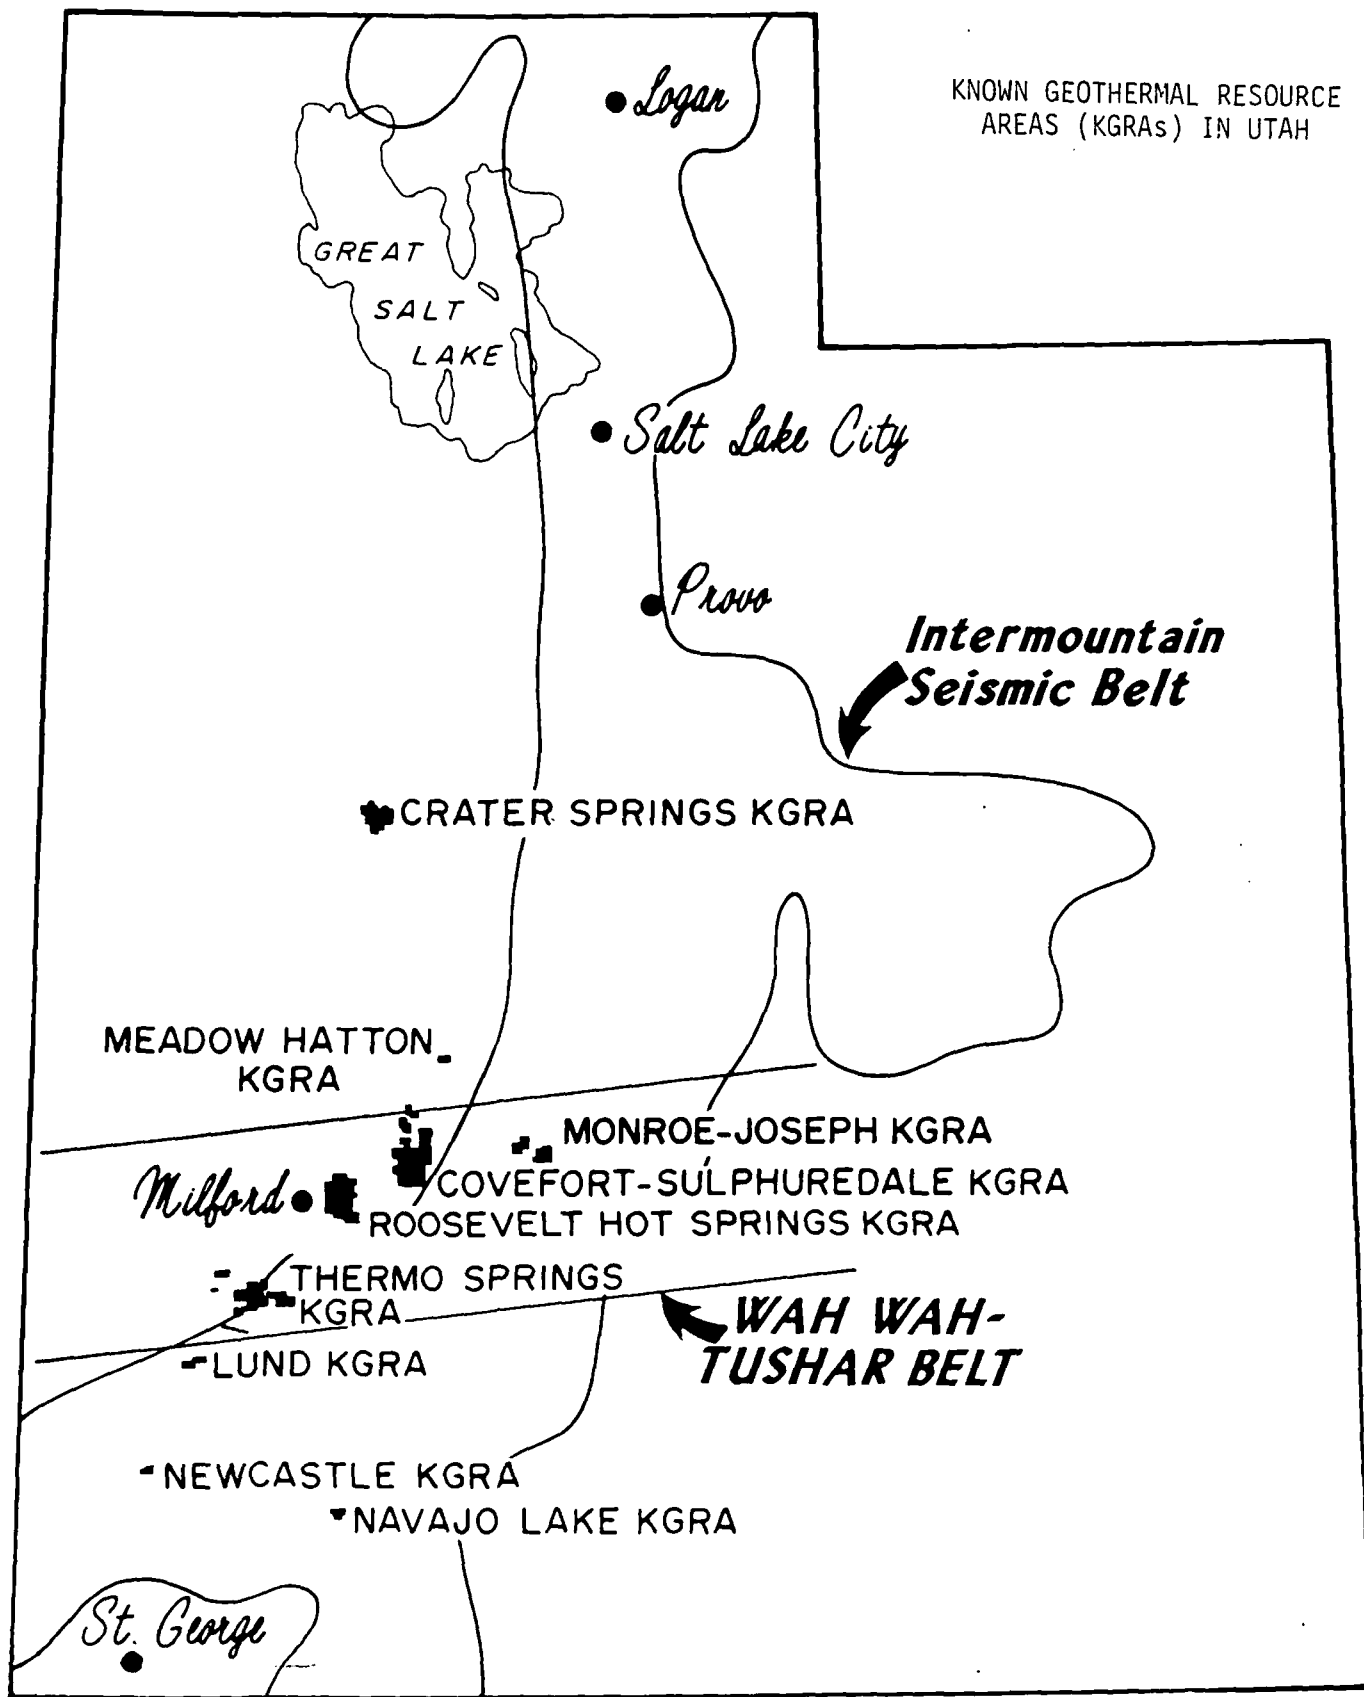 KNOWN GEOTHERMAL RESOURCE
AREAS (KGRAs) IN UTAH
Logan
GREAT
SALT
LAKE
Salt Lake City
Provo
Intermountain
Seismic Belt
CRATER SPRINGS KGRA
MEADOW HATTON
KGRA
MONROE-JOSEPH KGRA
COVEFORT-SULPHUREDALE KGRA
Milford
ROOSEVELT HOT SPRINGS KGRA
THERMO SPRINGS
KGRA
WAH WAH-
TUSHAR BELT
LUND KGRA
NEWCASTLE KGRA
NAVAJO LAKE KGRA
St. George